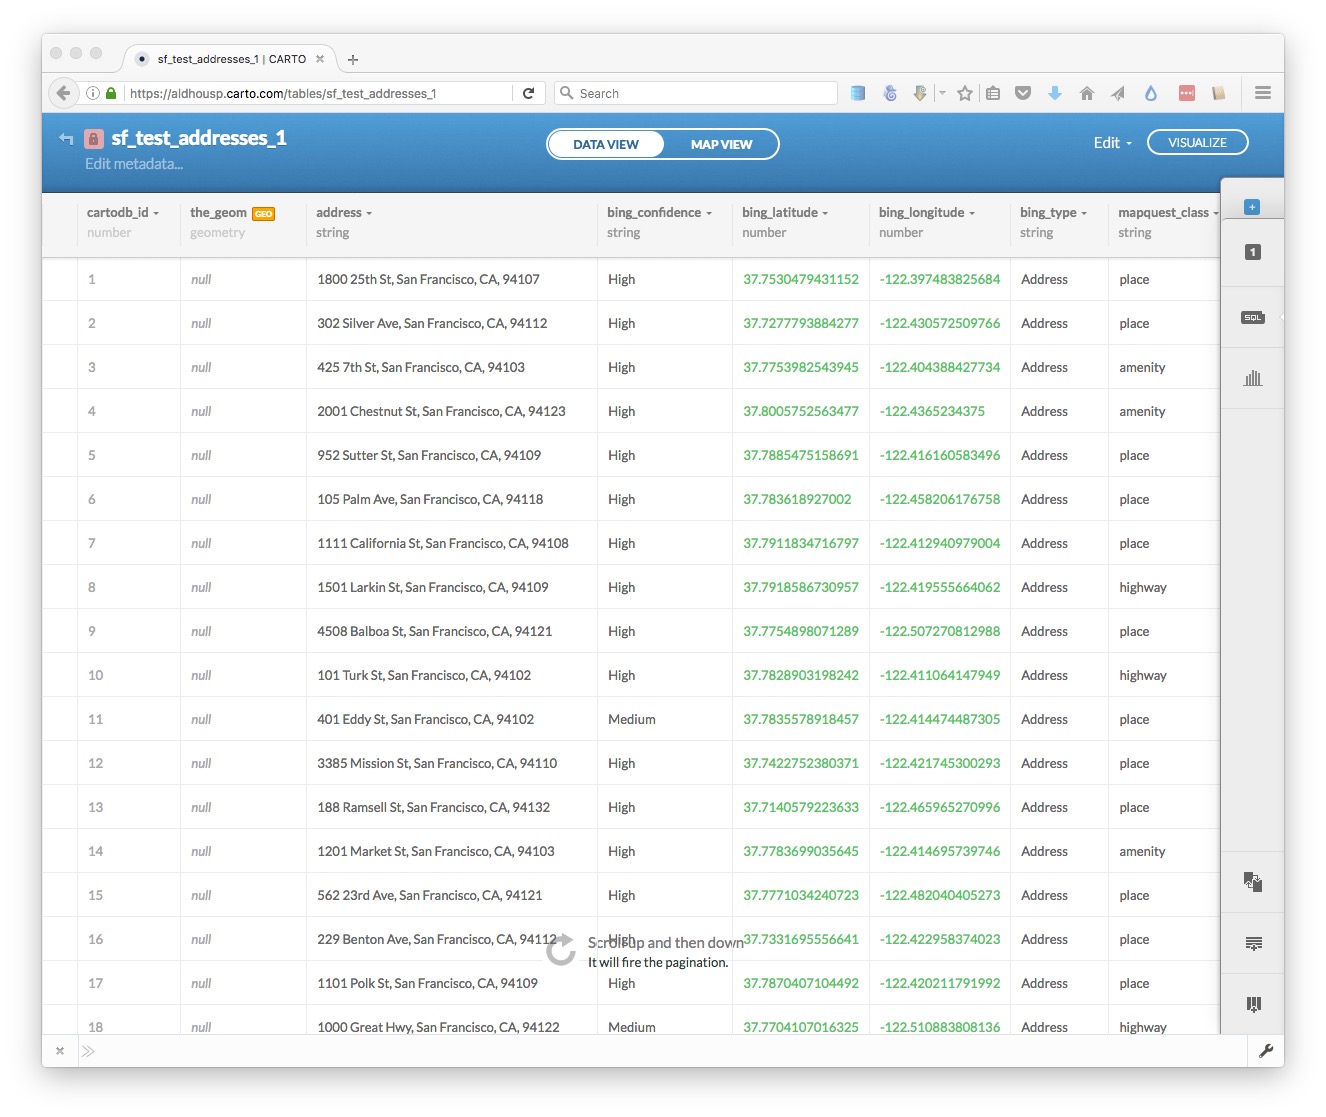 sf_test_addresses_1 | CARTO
https://aldhousp.carto.com/tables/sf_test_addresses_1
Search
sf_test_addresses_1
Edit metadata...
DATA VIEW
MAP VIEW
Edit
VISUALIZE
cartodb_id the_geom GEO address bing_confidence bing_latitude bing_longitude bing_type mapquest_class
number geometry string string number number string string
1
SQL
1 null 1800 25th St, San Francisco, CA, 94107 High 37.7530479431152 -122.397483825684 Address place
2 null 302 Silver Ave, San Francisco, CA, 94112 High 37.7277793884277 -122.430572509766 Address place
3 null 425 7th St, San Francisco, CA, 94103 High 37.7753982543945 -122.404388427734 Address amenity
4 null 2001 Chestnut St, San Francisco, CA, 94123 High 37.8005752563477 -122.4365234375 Address amenity
5 null 952 Sutter St, San Francisco, CA, 94109 High 37.7885475158691 -122.416160583496 Address place
6 null 105 Palm Ave, San Francisco, CA, 94118 High 37.783618927002 -122.458206176758 Address place
7 null 1111 California St, San Francisco, CA, 94108 High 37.7911834716797 -122.412940979004 Address place
8 null 1501 Larkin St, San Francisco, CA, 94109 High 37.7918586730957 -122.419555664062 Address highway
9 null 4508 Balboa St, San Francisco, CA, 94121 High 37.7754898071289 -122.507270812988 Address place
10 null 101 Turk St, San Francisco, CA, 94102 High 37.7828903198242 -122.411064147949 Address highway
11 null 401 Eddy St, San Francisco, CA, 94102 Medium 37.7835578918457 -122.414474487305 Address place
12 null 3385 Mission St, San Francisco, CA, 94110 High 37.7422752380371 -122.421745300293 Address place
13 null 188 Ramsell St, San Francisco, CA, 94132 High 37.7140579223633 -122.465965270996 Address place
14 null 1201 Market St, San Francisco, CA, 94103 High 37.7783699035645 -122.414695739746 Address amenity
15 null 562 23rd Ave, San Francisco, CA, 94121 High 37.7771034240723 -122.482040405273 Address place
16 null 229 Benton Ave, San Francisco, CA, 94112 High 37.7331695556641 -122.422958374023 Address place
Scroll up and then down
It will fire the pagination.
17 null 1101 Polk St, San Francisco, CA, 94109 High 37.7870407104492 -122.420211791992 Address place
18 null 1000 Great Hwy, San Francisco, CA, 94122 Medium 37.7704107016325 -122.510883808136 Address highway